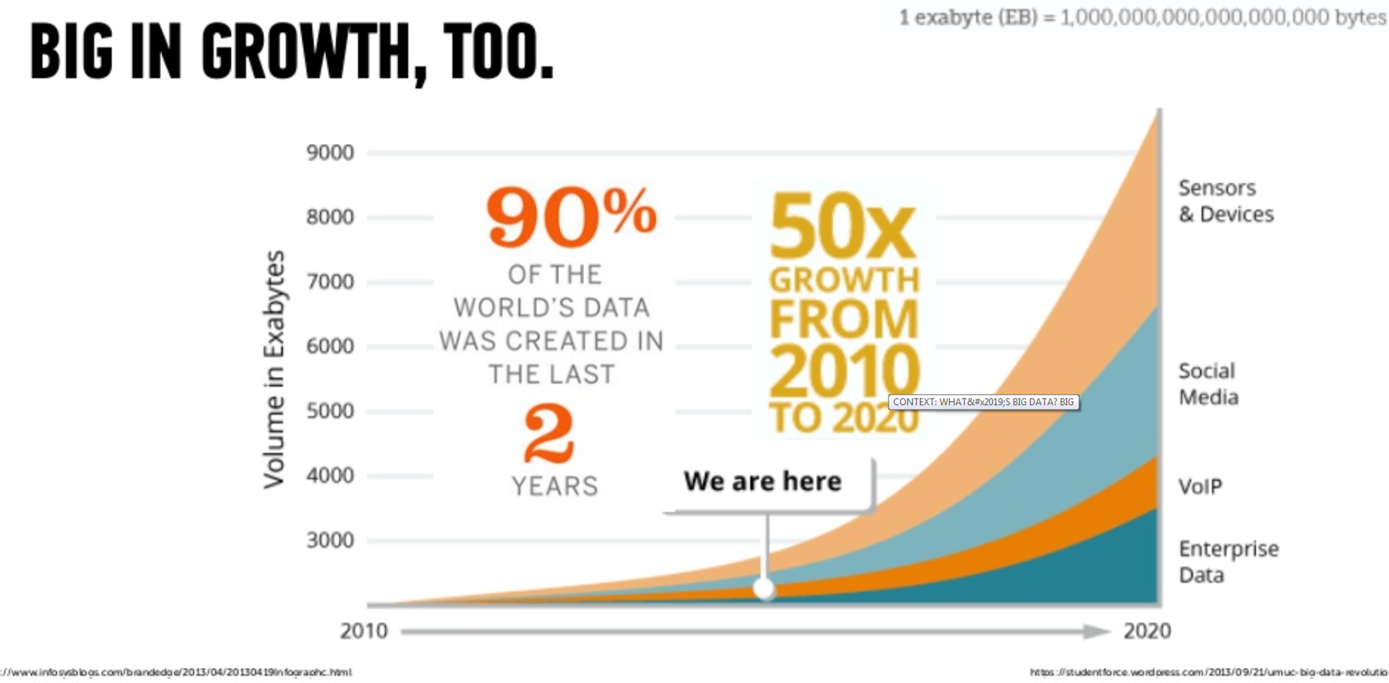 1 exabyte (EB) = 1,000,000,000,000,000,000 bytes
BIG IN GROWTH, TOO.
Volume in Exabytes
9000
8000
7000
6000
5000
4000
3000
90%
OF THE
WORLD'S DATA
WAS CREATED IN
THE LAST
2
YEARS
50x
GROWTH
FROM
2010
TO 2020
CONTEXT: WHAT&#x2019;S BIG DATA? BIG
We are here
Sensors
& Devices
Social
Media
VoIP
Enterprise
Data
2010
2020
://www.infosysblogs.com/brandedge/2013/04/20130419infographc.html
https://studentforce.wordpress.com/2013/09/21/umuc-big-data-revolutio